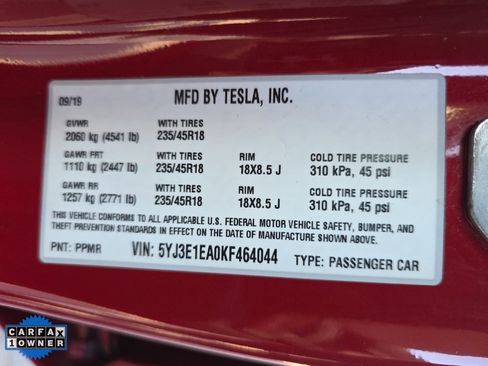 09/19 MFD BY TESLA, INC.
GVWR WITH TIRES
2060 kg (4541 lb) 235/45R18
GAWR FRT WITH TIRES RIM COLD TIRE PRESSURE
1110 kg (2447 lb) 235/45R18 18X8.5 J 310 kPa, 45 psi
GAWR RR WITH TIRES RIM COLD TIRE PRESSURE
1257 kg (2771 lb) 235/45R18 18X8.5 J 310 kPa, 45 psi
THIS VEHICLE CONFORMS TO ALL APPLICABLE U.S. FEDERAL MOTOR VEHICLE SAFETY, BUMPER, AND
THEFT PREVENTION STANDARDS IN EFFECT ON THE DATE OF MANUFACTURE SHOWN ABOVE.
PNT: PPMR VIN: 5YJ3E1EA0KF464044 TYPE: PASSENGER CAR
CARFAX
1 OWNER